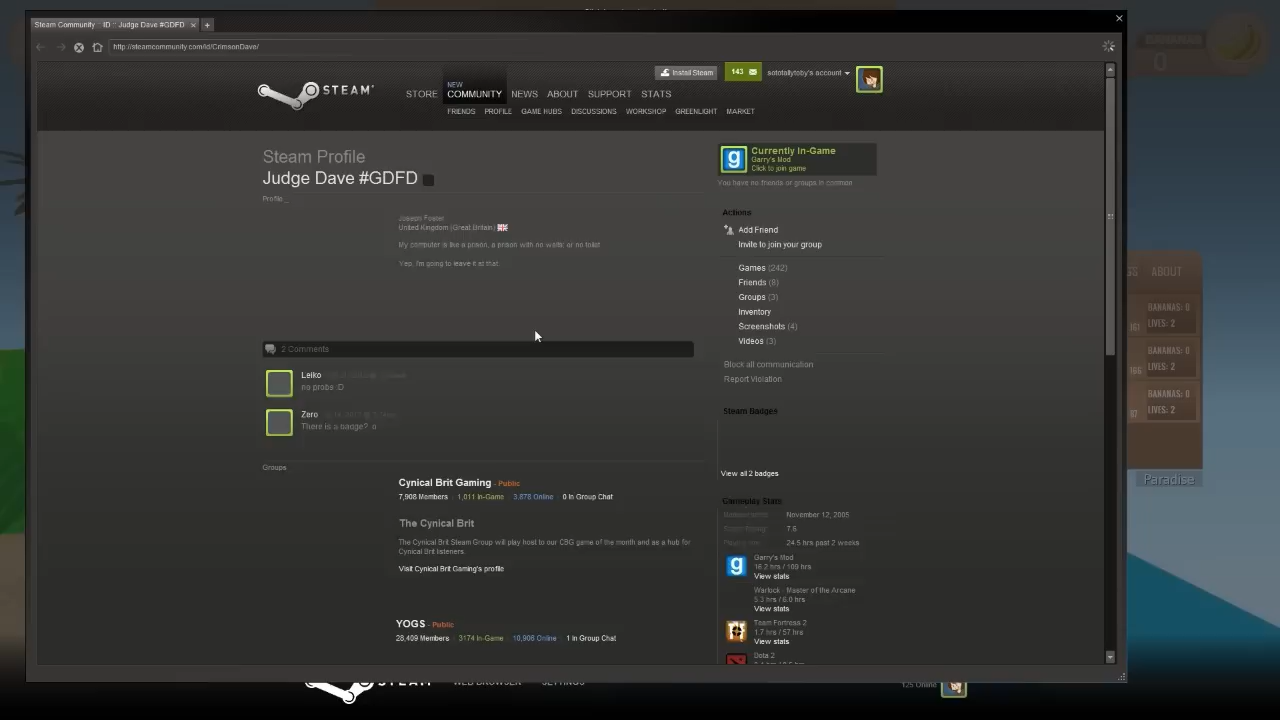 Steam Community :: ID :: Judge Dave #GDFD
http://steamcommunity.com/id/CrimsonDave/
Install Steam
143
sototallytoby's account
STEAM
STORE
NEW
COMMUNITY
NEWS
ABOUT
SUPPORT
STATS
FRIENDS
PROFILE
GAME HUBS
DISCUSSIONS
WORKSHOP
GREENLIGHT
MARKET
Steam Profile
Judge Dave #GDFD
Profile
Joseph Foster
United Kingdom (Great Britain)
My computer is like a prison, a prison with no walls, or no toilet
Yep, I'm going to leave it at that.
2 Comments
Leiko
no probs :D
Zero
There is a badge?
Groups
Cynical Brit Gaming - Public
7,908 Members
1,011 In-Game
3,878 Online
0 In Group Chat
The Cynical Brit
The Cynical Brit Steam Group will play host to our CBG game of the month and as a hub for
Cynical Brit listeners.
Visit Cynical Brit Gaming's profile
YOGS - Public
28,409 Members
3174 In-Game
10,906 Online
1 In Group Chat
Currently In-Game
Garry's Mod
Click to join game
You have no friends or groups in common
Actions
Add Friend
Invite to join your group
Games (242)
Friends (8)
Groups (3)
Inventory
Screenshots (4)
Videos (3)
Block all communication
Report Violation
Steam Badges
View all 2 badges
Gameplay Stats
November 12, 2005
7.6
24.5 hrs past 2 weeks
Garry's Mod
16.2 hrs / 109 hrs
View stats
Warlock - Master of the Arcane
5.3 hrs / 6.0 hrs
View stats
Team Fortress 2
1.7 hrs / 57 hrs
View stats
Dota 2
BANANAS
0
ABOUT
BANANAS: 0
LIVES: 2
161
BANANAS: 0
LIVES: 2
BANANAS: 0
LIVES: 2
Paradise
STEAM
WEB BROWSER
SETTINGS
125 Online